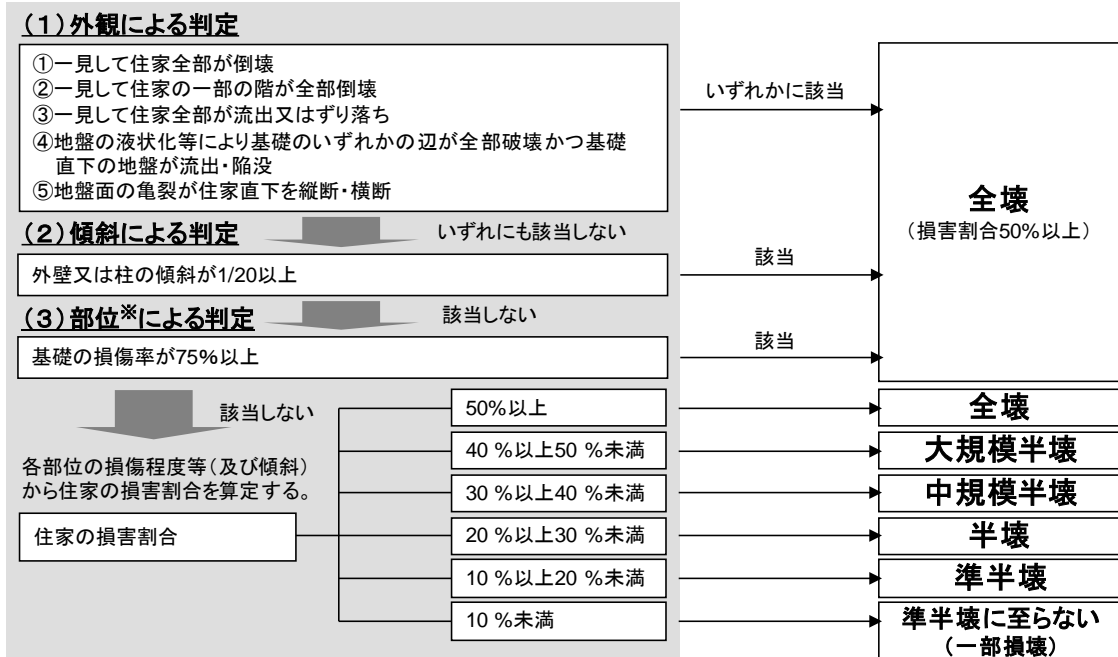 (1)外観による判定
①一見して住家全部が倒壊
②一見して住家の一部の階が全部倒壊
③一見して住家全部が流出又はずり落ち
④地盤の液状化等により基礎のいずれかの辺が全部破壊かつ基礎
直下の地盤が流出・陥没
⑤地盤面の亀裂が住家直下を縦断・横断
いずれかに該当
全壊
(損害割合50%以上)
(2)傾斜による判定
いずれにも該当しない
外壁又は柱の傾斜が1/20以上
該当
(3)部位※による判定
該当しない
基礎の損傷率が75%以上
該当
該当しない
各部位の損傷程度等(及び傾斜)
から住家の損害割合を算定する。
住家の損害割合
50%以上
全壊
40 %以上50 %未満
大規模半壊
30 %以上40 %未満
中規模半壊
20 %以上30 %未満
半壊
10 %以上20 %未満
準半壊
10 %未満
準半壊に至らない
(一部損壊)